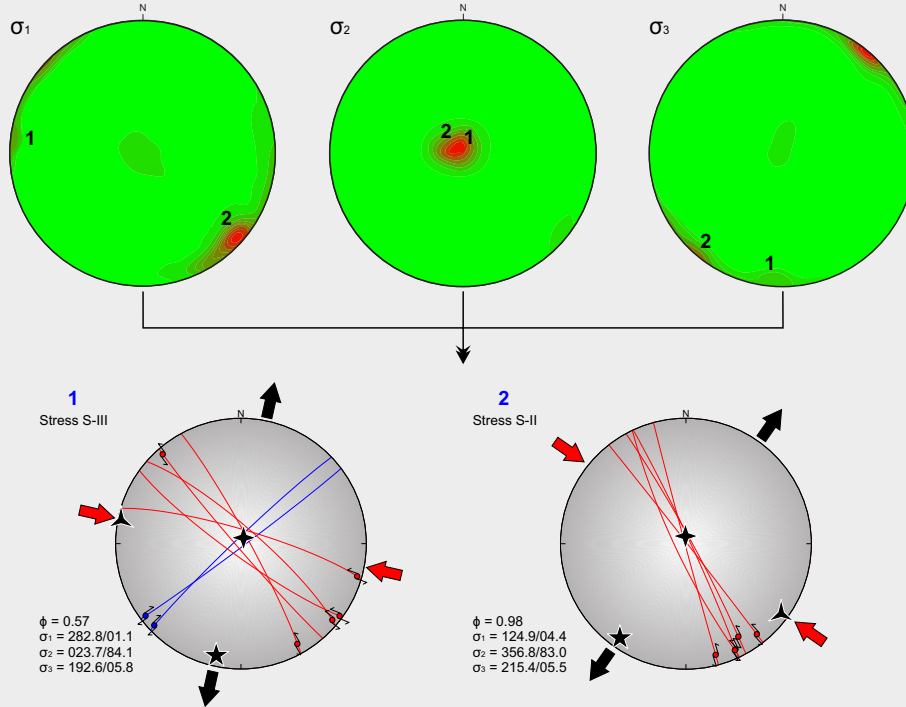 N
N
N
σ1
σ2
σ3
1
2
2
1
2
1
1
Stress S-III
N
ϕ = 0.57
σ1 = 282.8/01.1
σ2 = 023.7/84.1
σ3 = 192.6/05.8
2
Stress S-II
N
ϕ = 0.98
σ1 = 124.9/04.4
σ2 = 356.8/83.0
σ3 = 215.4/05.5